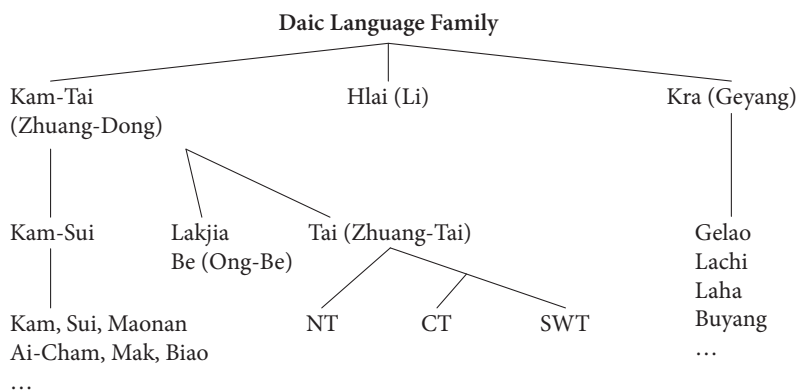 Daic Language Family
Kam-Tai
(Zhuang-Dong)
Hlai (Li)
Kra (Geyang)
Kam-Sui
Lakjia
Be (Ong-Be)
Tai (Zhuang-Tai)
Gelao
Lachi
Laha
Buyang
…
Kam, Sui, Maonan
Ai-Cham, Mak, Biao
…
NT
CT
SWT